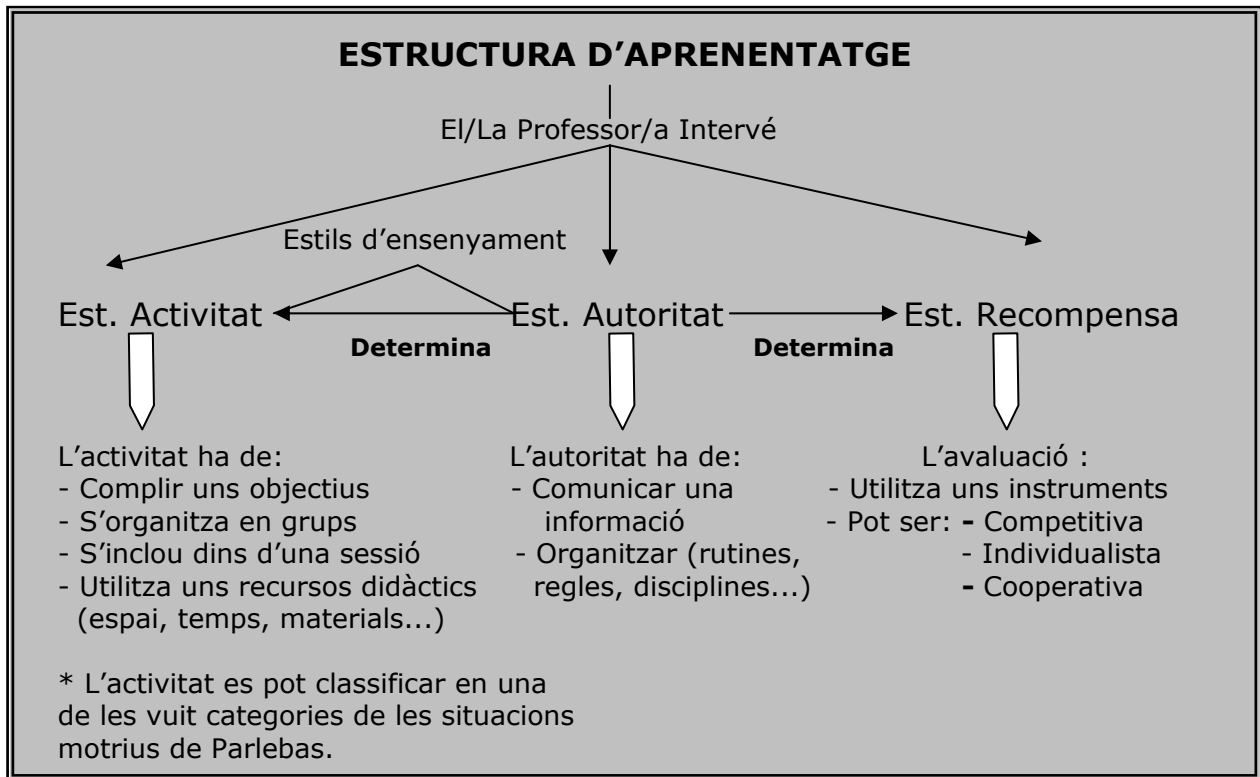 ESTRUCTURA D'APRENENTATGE
El/La Professor/a Intervé
Estils d'ensenyament
Est. Activitat
Est. Autoritat
Est. Recompensa
Determina
Determina
L'activitat ha de:
- Complir uns objectius
- S'organitza en grups
- S'inclou dins d'una sessió
- Utilitza uns recursos didàctics
(espai, temps, materials...)
* L'activitat es pot classificar en una
de les vuit categories de les situacions
motrius de Parlebas.
L'autoritat ha de:
- Comunicar una
informació
- Organitzar (rutines,
regles, disciplines...)
L'avaluació :
- Utilitza uns instruments
- Pot ser: - Competitiva
- Individualista
- Cooperativa